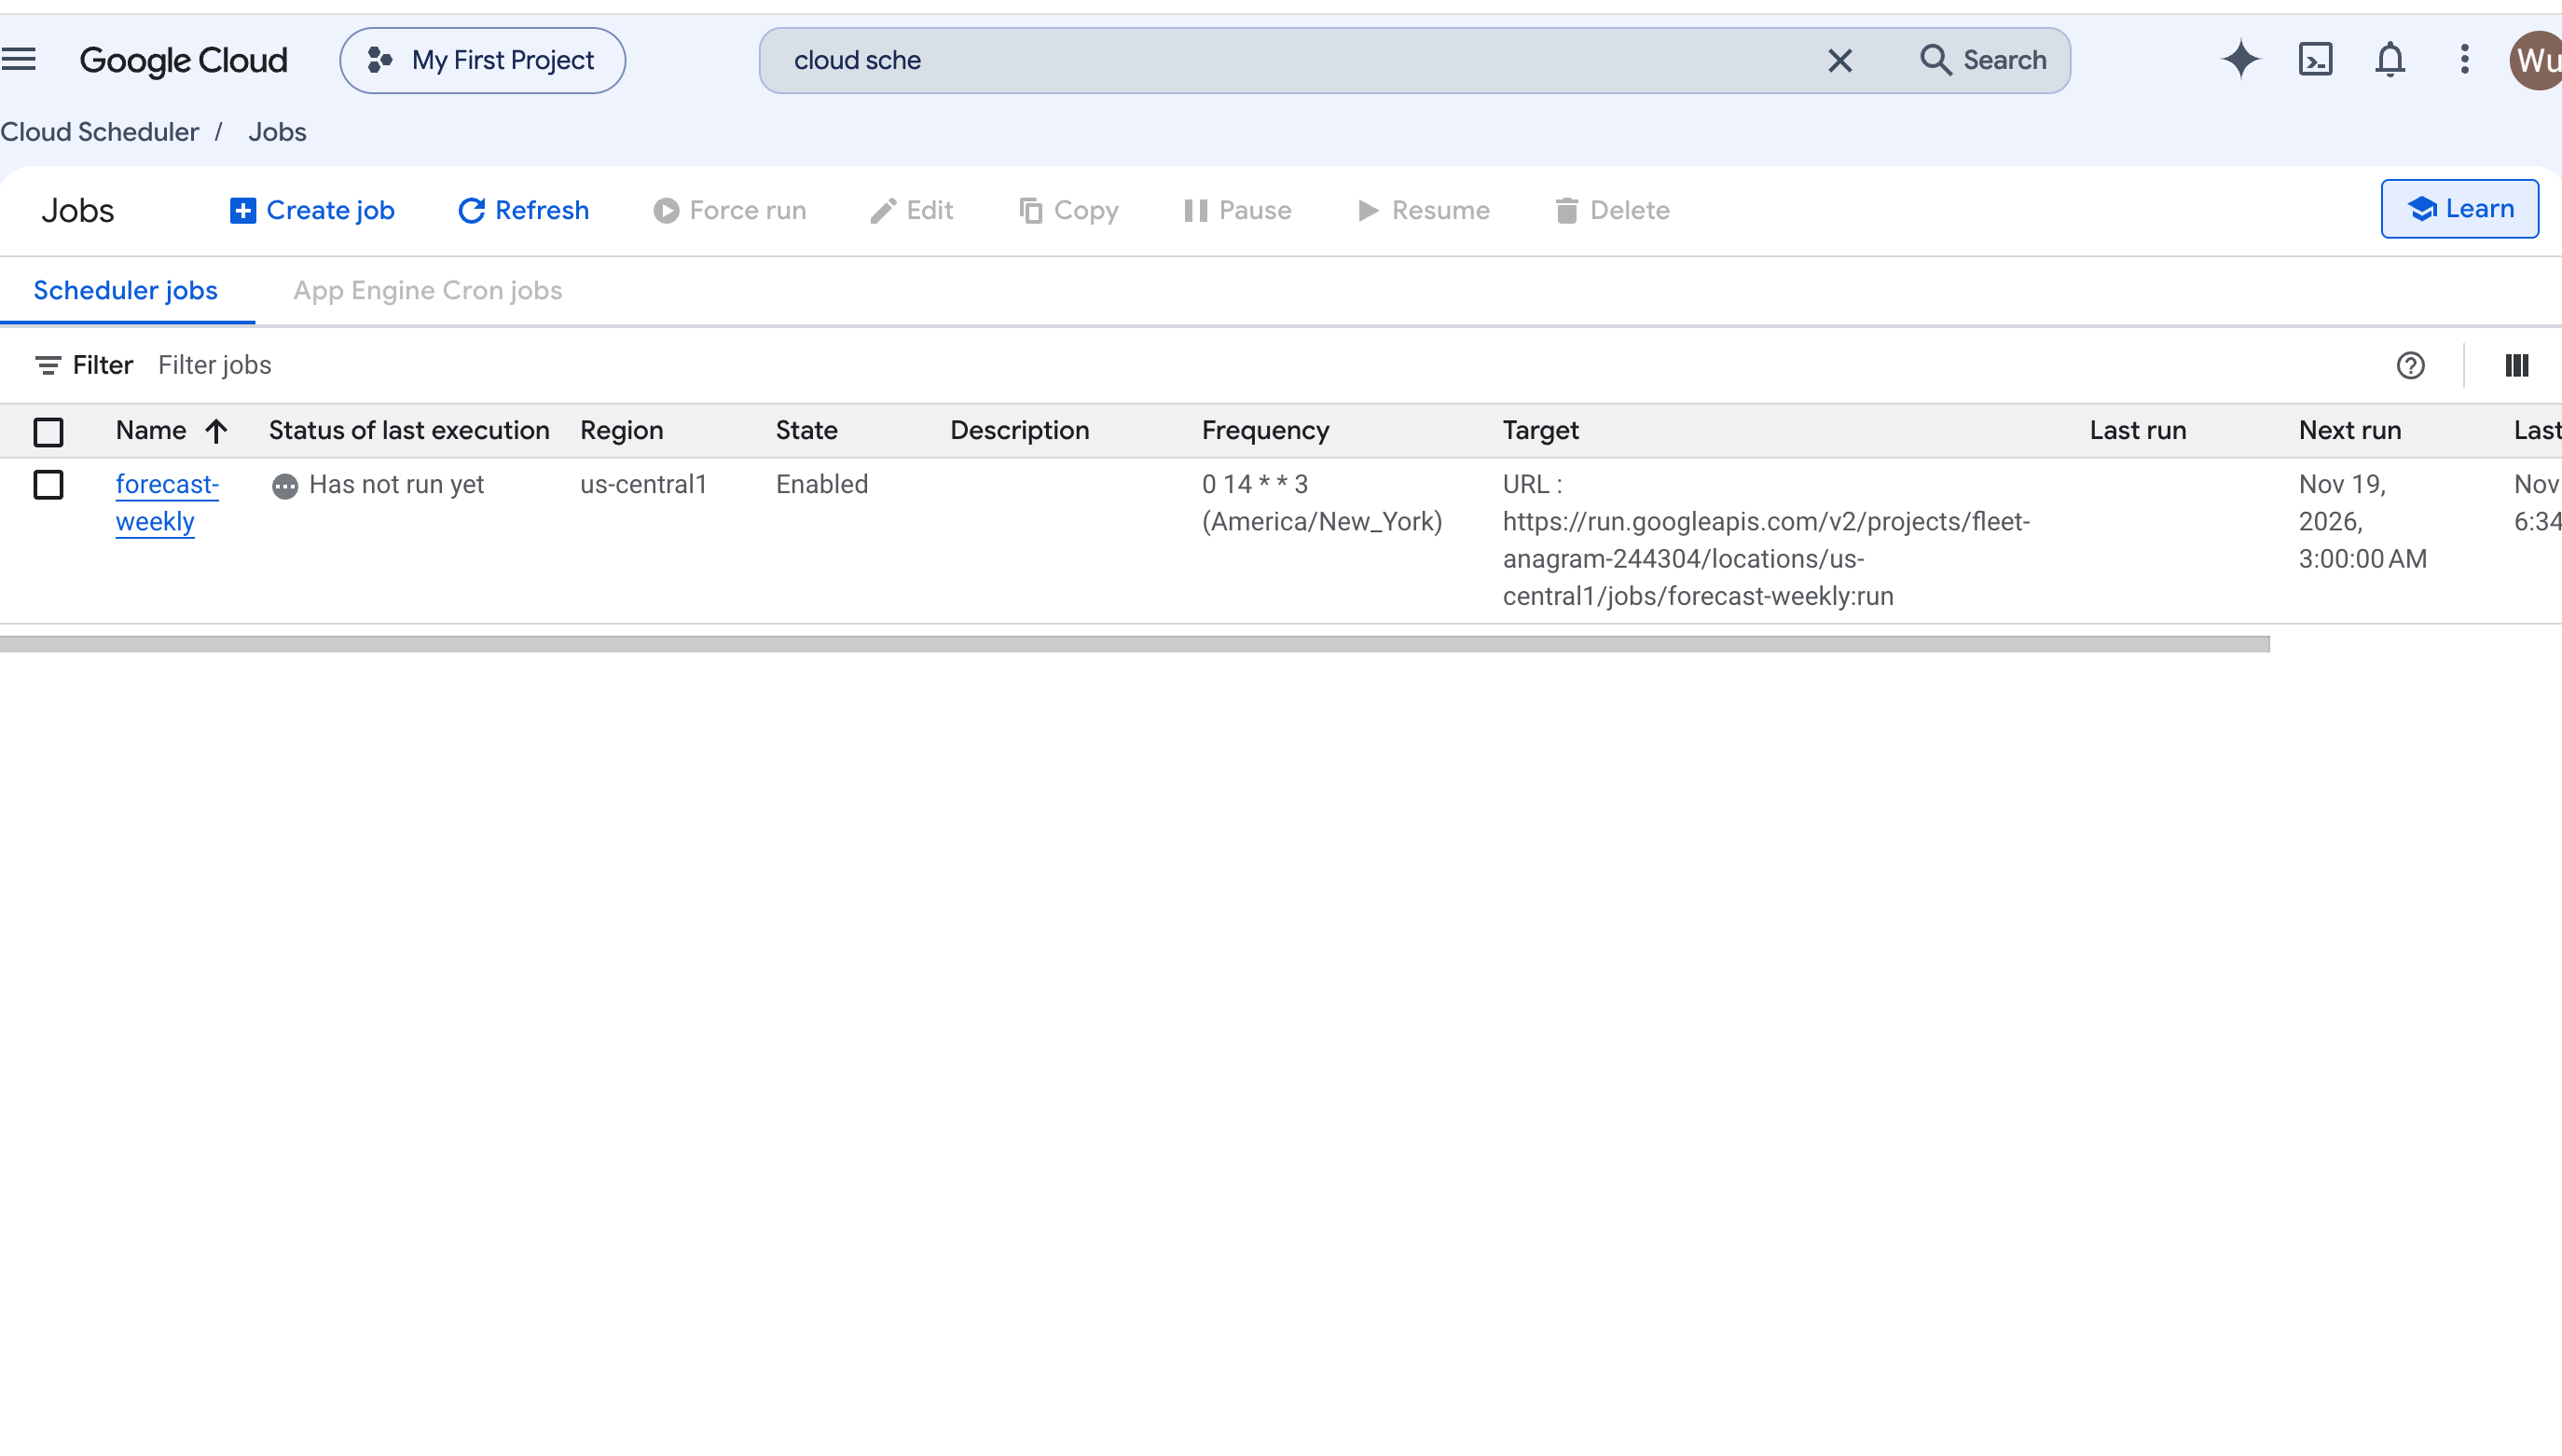 Google Cloud My First Project cloud sche Search Wu
Cloud Scheduler / Jobs
Jobs Create job Refresh Force run Edit Copy Pause Resume Delete Learn
Scheduler jobs App Engine Cron jobs
Filter Filter jobs
Name Status of last execution Region State Description Frequency Target Last run Next run Last
forecast- Has not run yet us-central1 Enabled 0 14 * * 3 URL : Nov 19, Nov
weekly (America/New_York) https://run.googleapis.com/v2/projects/fleet- 2026, 6:34
anagram-244304/locations/us- 3:00:00 AM
central1/jobs/forecast-weekly:run